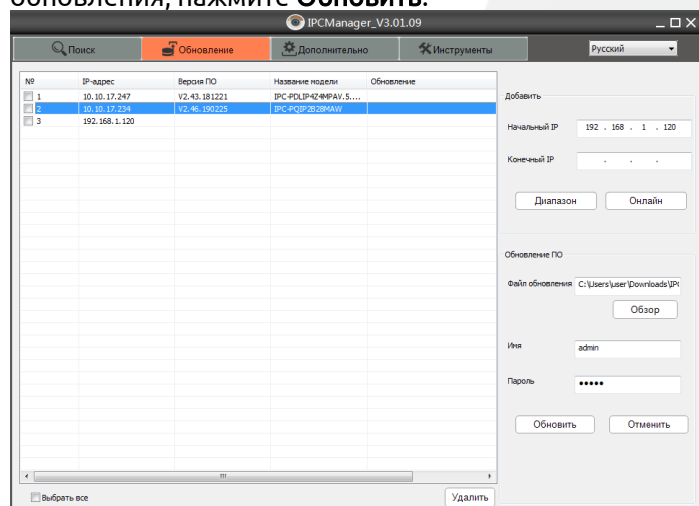 обновления, нажмите Обновить.
IPCManager_V3.01.09
Поиск Обновление Дополнительно Инструменты Русский
№ IP-адрес Версия ПО Название модели Обновление
1 10.10.17.247 V2.43.181221 IPC-PDLIP4Z4MPAV.5....
2 10.10.17.234 V2.46.190225 IPC-PQIP2B28MAW
3 192.168.1.120
Добавить
Начальный IP 192 . 168 . 1 . 120
Конечный IP . . .
Диапазон Онлайн
Обновление ПО
Файл обновления C:\Users\user\Downloads\IP(
Обзор
Имя admin
Пароль •••••
Обновить Отменить
Выбрать все Удалить